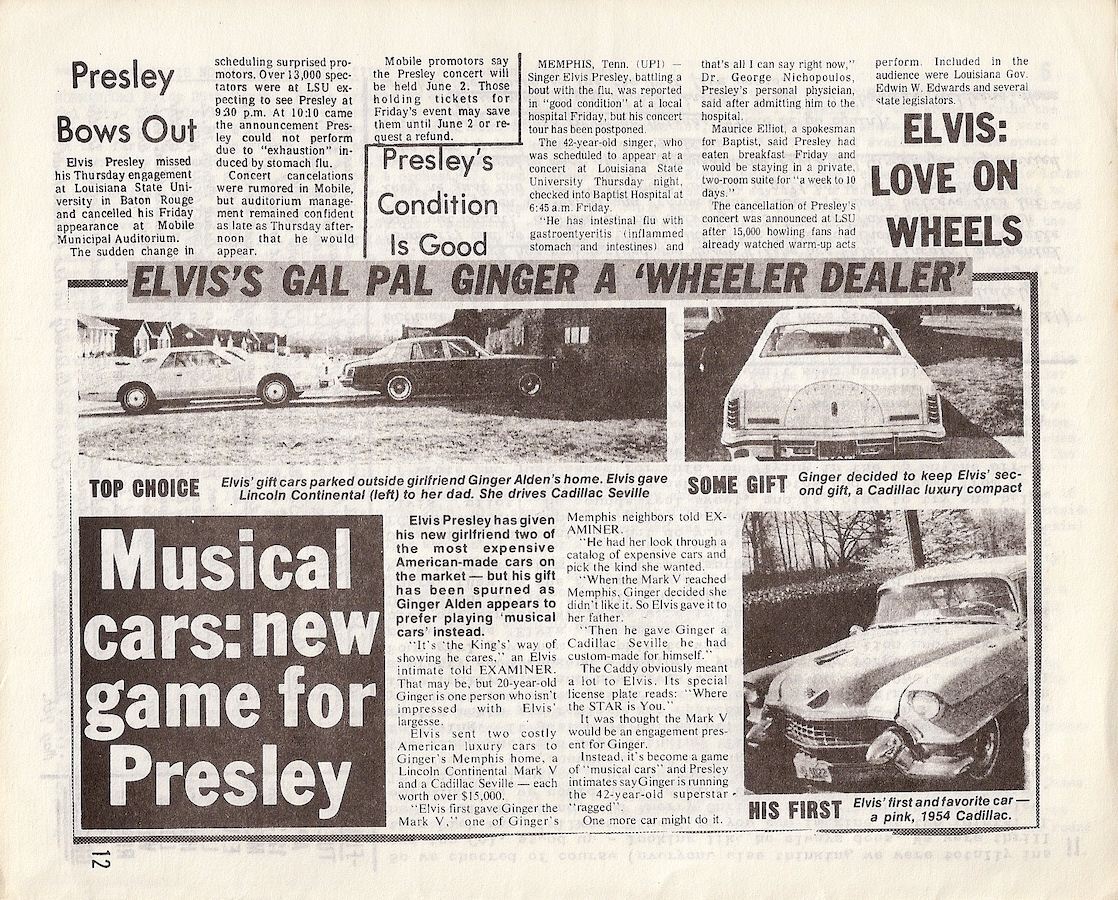 Presley
Bows Out
Elvis Presley missed
his Thursday engagement
at Louisiana State Uni-
versity in Baton Rouge
and cancelled his Friday
appearance at Mobile
Municipal Auditorium.
The sudden change in
scheduling surprised pro-
motors. Over 13,000 spec-
tators were at LSU ex-
pecting to see Presley at
9:30 p.m. At 10:10 came
the announcement Pres-
ley could not perform
due to "exhaustion" in-
duced by stomach flu.
Concert cancelations
were rumored in Mobile,
but auditorium manage-
ment remained confident
as late as Thursday after-
noon that he would
appear.
Mobile promotors say
the Presley concert will
be held June 2. Those
holding tickets for
Friday's event may save
them until June 2 or re-
quest a refund.
Presley's
Condition
Is Good
MEMPHIS, Tenn. (UPI) —
Singer Elvis Presley, battling a
bout with the flu, was reported
in "good condition" at a local
hospital Friday, but his concert
tour has been postponed.
The 42-year-old singer, who
was scheduled to appear at a
concert at Louisiana State
University Thursday night,
checked into Baptist Hospital at
6:45 a.m. Friday.
"He has intestinal flu with
gastroentyeritis (inflammed
stomach and intestines) and
that's all I can say right now,"
Dr. George Nichopoulos,
Presley's personal physician,
said after admitting him to the
hospital.
Maurice Elliot, a spokesman
for Baptist, said Presley had
eaten breakfast Friday and
would be staying in a private,
two-room suite for "a week to 10
days."
The cancellation of Presley's
concert was announced at LSU
after 15,000 howling fans had
already watched warm-up acts
perform. Included in the
audience were Louisiana Gov.
Edwin W. Edwards and several
state legislators.
ELVIS:
LOVE ON
WHEELS
ELVIS'S GAL PAL GINGER A 'WHEELER DEALER'
TOP CHOICE
Elvis' gift cars parked outside girlfriend Ginger Alden's home. Elvis gave
Lincoln Continental (left) to her dad. She drives Cadillac Seville
SOME GIFT
Ginger decided to keep Elvis' sec-
ond gift, a Cadillac luxury compact
Musical
cars: new
game for
Presley
Elvis Presley has given
his new girlfriend two of
the most expensive
American-made cars on
the market — but his gift
has been spurned as
Ginger Alden appears to
prefer playing 'musical
cars' instead.
"It's 'the King's' way of
showing he cares," an Elvis
intimate told EXAMINER.
That may be, but 20-year-old
Ginger is one person who isn't
impressed with Elvis'
largesse.
Elvis sent two costly
American luxury cars to
Ginger's Memphis home, a
Lincoln Continental Mark V
and a Cadillac Seville — each
worth over $15,000.
"Elvis first gave Ginger the
Mark V," one of Ginger's
Memphis neighbors told EX-
AMINER.
"He had her look through a
catalog of expensive cars and
pick the kind she wanted.
"When the Mark V reached
Memphis, Ginger decided she
didn't like it. So Elvis gave it to
her father.
"Then he gave Ginger a
Cadillac Seville he had
custom-made for himself."
The Caddy obviously meant
a lot to Elvis. Its special
license plate reads: "Where
the STAR is You."
It was thought the Mark V
would be an engagement pres-
ent for Ginger.
Instead, it's become a game
of "musical cars" and Presley
intimates say Ginger is running
the 42-year-old superstar
"ragged".
One more car might do it.
HIS FIRST
Elvis' first and favorite car —
a pink, 1954 Cadillac.
12